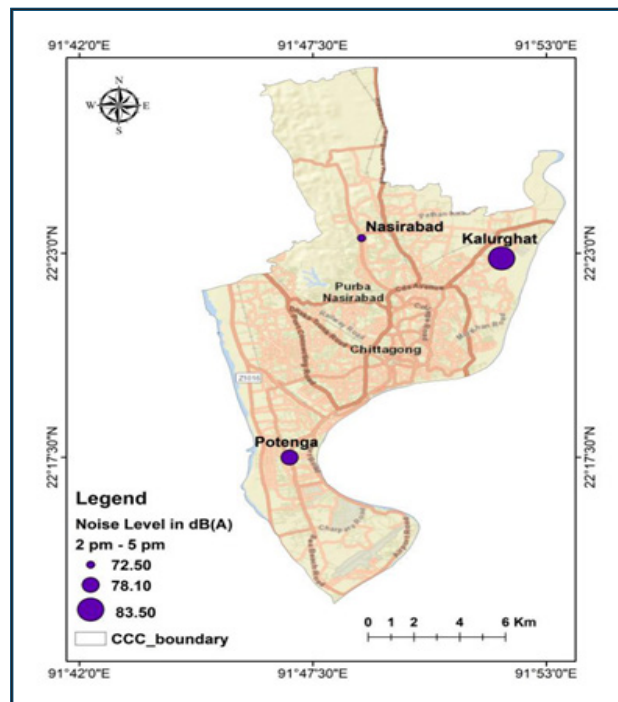 91°42'0"E 91°47'30"E 91°53'0"E
N
W E
S
Nasirabad
Kalurghat
22°23'0"N 22°23'0"N
Purba
Nasirabad
Chittagong
Z1098
Potenga
22°17'30"N 22°17'30"N
Legend
Noise Level in dB(A)
2 pm - 5 pm
72.50
78.10
83.50
CCC_boundary
0 1 2 4 6 Km
91°42'0"E 91°47'30"E 91°53'0"E